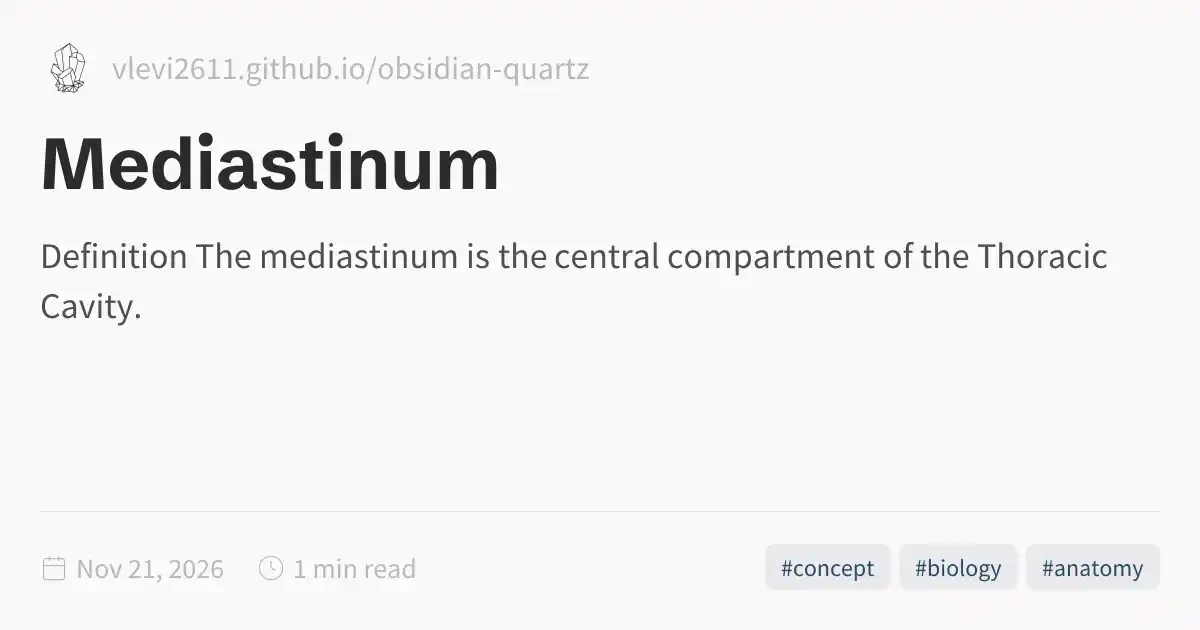 vlevi2611.github.io/obsidian-quartz
Mediastinum
Definition The mediastinum is the central compartment of the Thoracic
Cavity.
Nov 21, 2026 1 min read #concept #biology #anatomy